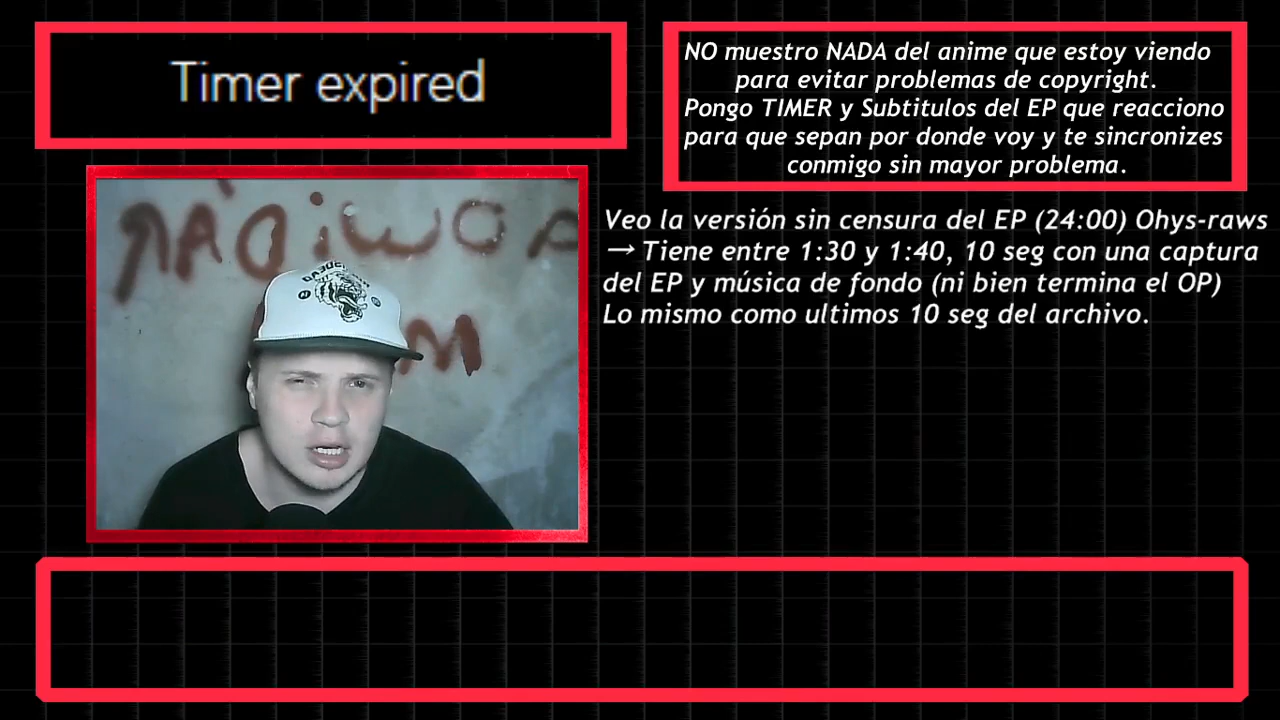 Timer expired
NO muestro NADA del anime que estoy viendo
para evitar problemas de copyright.
Pongo TIMER y Subtitulos del EP que reacciono
para que sepan por donde voy y te sincronizes
conmigo sin mayor problema.
Veo la versión sin censura del EP (24:00) Ohys-raws
→ Tiene entre 1:30 y 1:40, 10 seg con una captura
del EP y música de fondo (ni bien termina el OP)
Lo mismo como ultimos 10 seg del archivo.